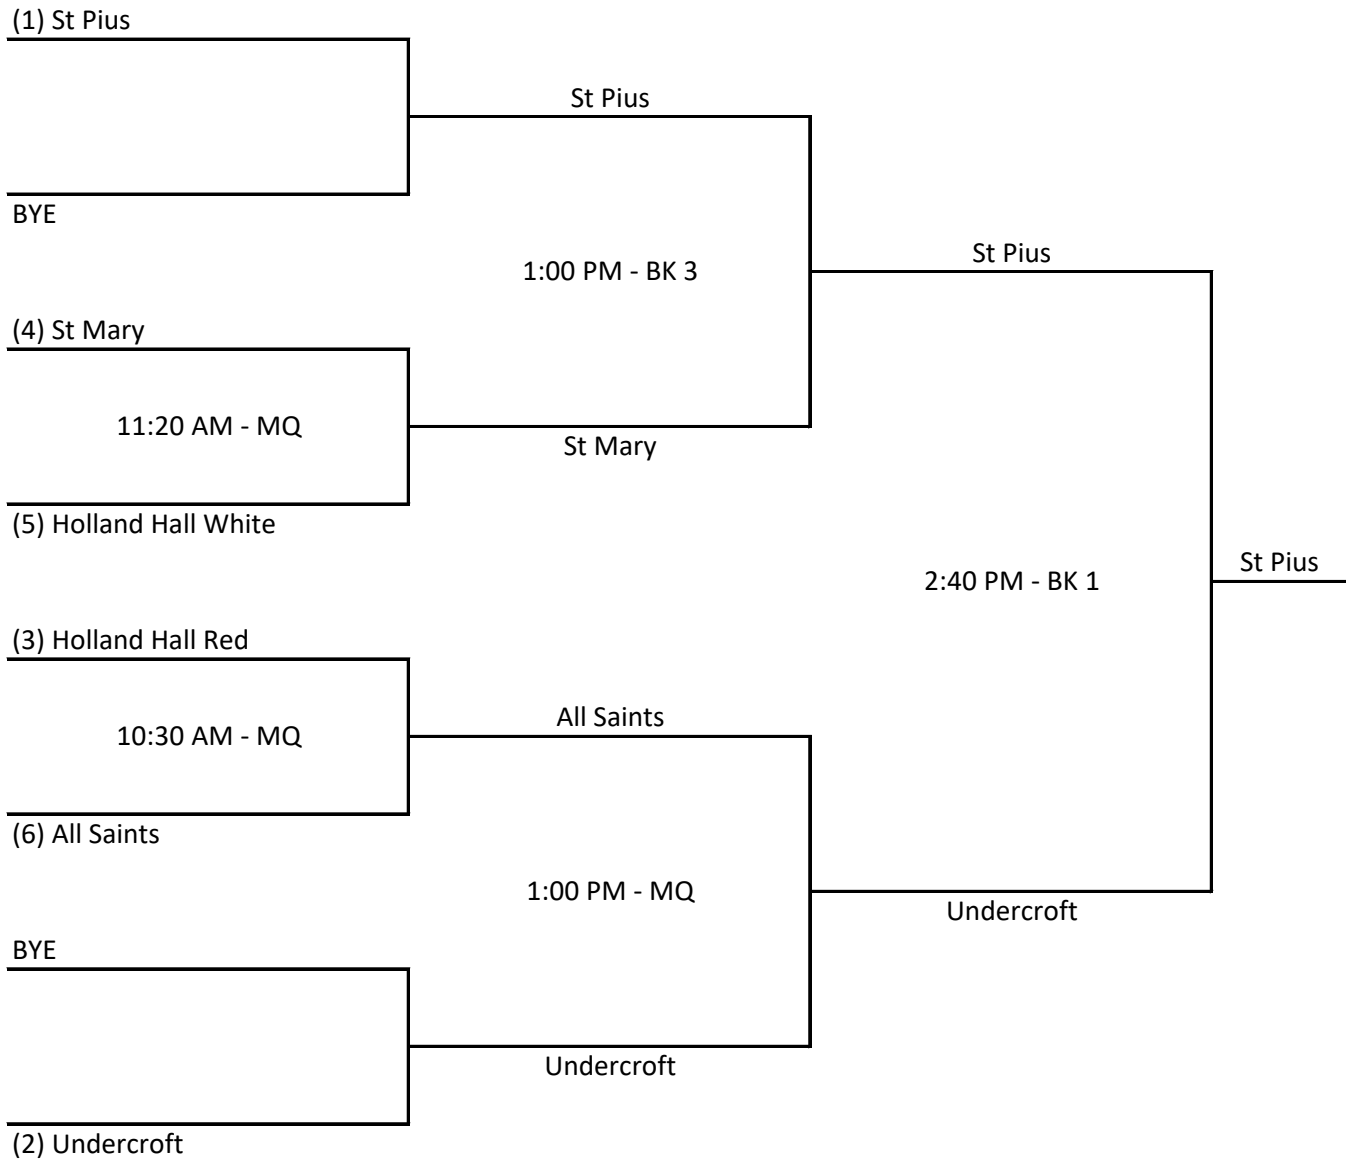 (1) St Pius
St Pius
BYE
1:00 PM - BK 3
St Pius
(4) St Mary
11:20 AM - MQ
St Mary
(5) Holland Hall White
2:40 PM - BK 1
St Pius
(3) Holland Hall Red
10:30 AM - MQ
All Saints
(6) All Saints
1:00 PM - MQ
Undercroft
BYE
Undercroft
(2) Undercroft